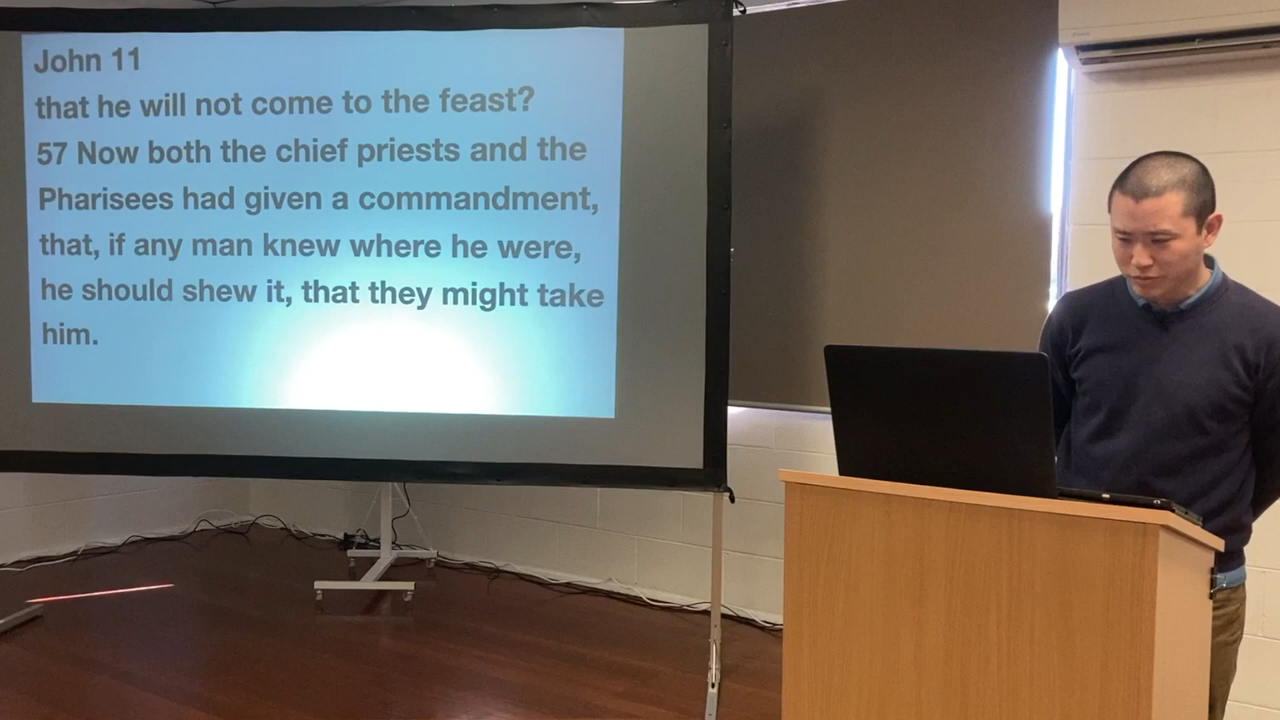 John 11
that he will not come to the feast?
57 Now both the chief priests and the
Pharisees had given a commandment,
that, if any man knew where he were,
he should shew it, that they might take
him.